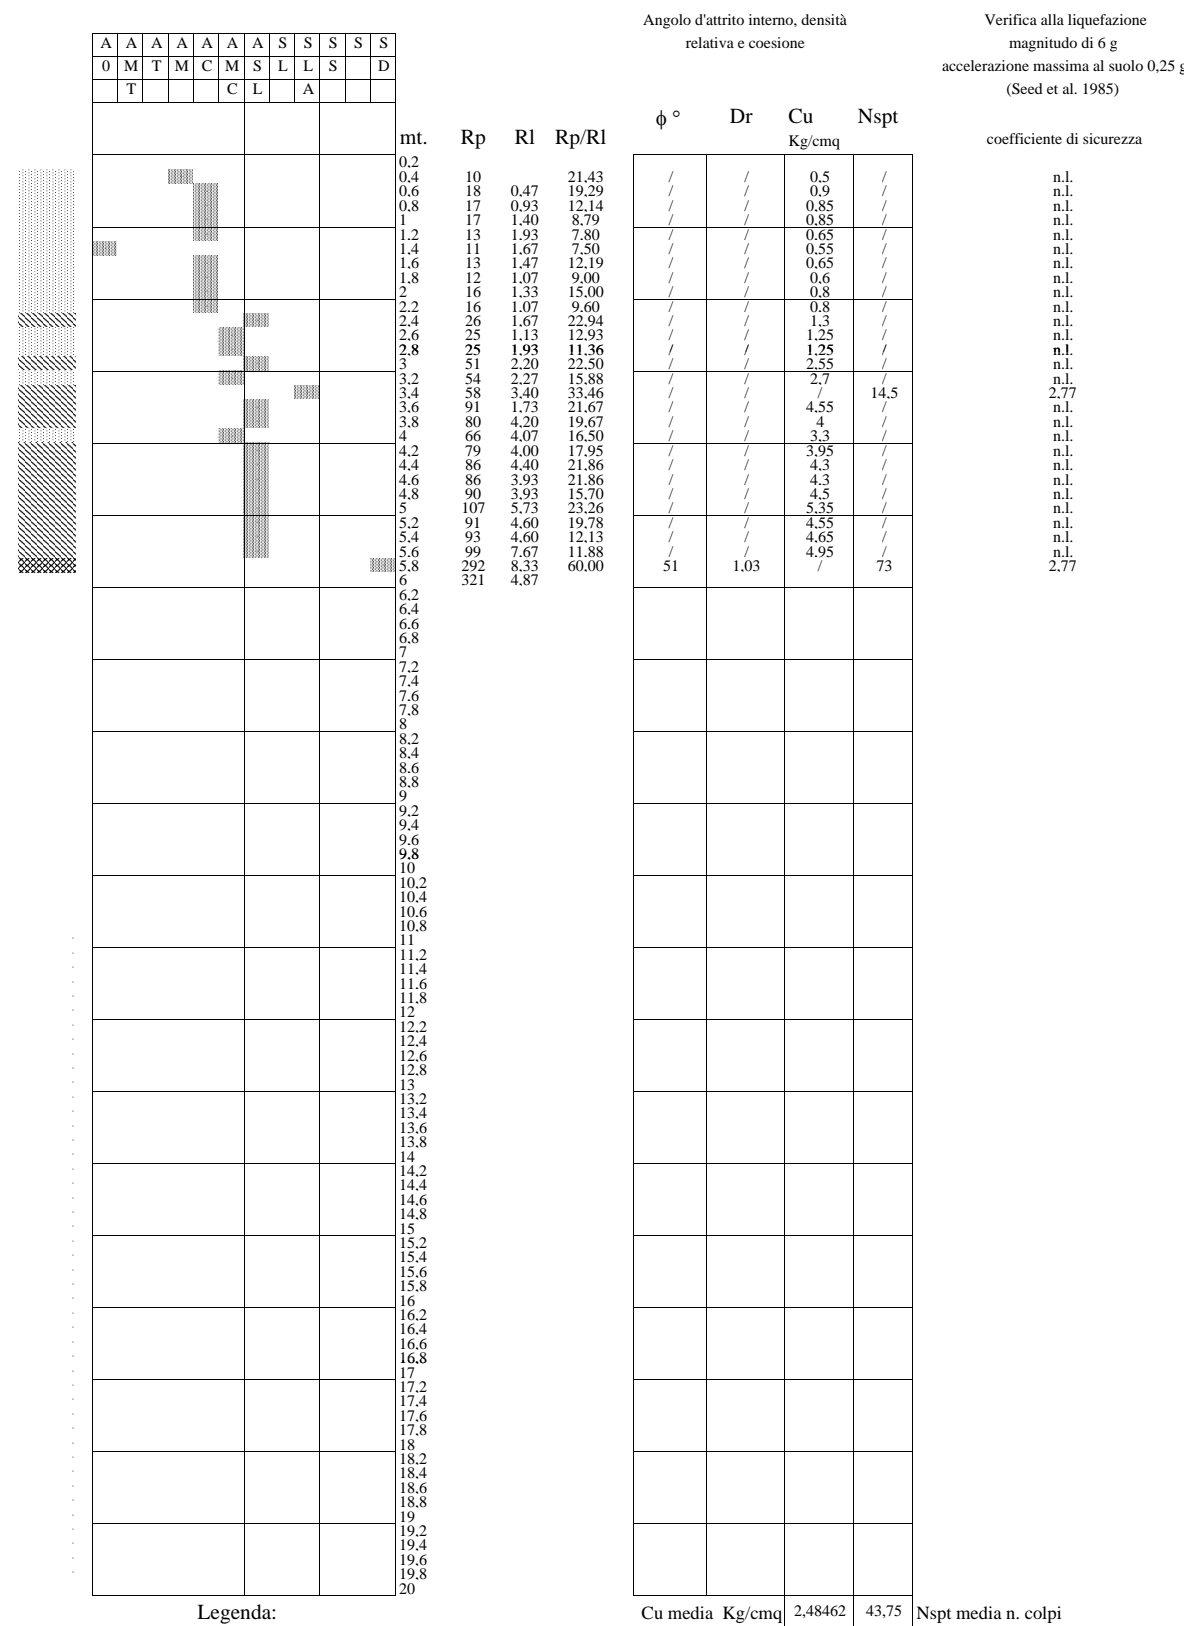 Angolo d'attrito interno, densità
relativa e coesione
Verifica alla liquefazione
magnitudo di 6 g
accelerazione massima al suolo 0,25 g
(Seed et al. 1985)
A A A A A A A S S S S S
0 M T M C M S L L S D
T C L A
mt. Rp Rl Rp/Rl ϕ ° Dr Cu Nspt
Kg/cmq coefficiente di sicurezza
0,2
0,4 10 21,43 / / 0,5 / n.l.
0,6 18 0,47 19,29 / / 0,9 / n.l.
0,8 17 0,93 12,14 / / 0,85 / n.l.
1 17 1,40 8,79 / / 0,85 / n.l.
1,2 13 1,93 7,80 / / 0,65 / n.l.
1,4 11 1,67 7,50 / / 0,55 / n.l.
1,6 13 1,47 12,19 / / 0,65 / n.l.
1,8 12 1,07 9,00 / / 0,6 / n.l.
2 16 1,33 15,00 / / 0,8 / n.l.
2,2 16 1,07 9,60 / / 0,8 / n.l.
2,4 26 1,67 22,94 / / 1,3 / n.l.
2,6 25 1,13 12,93 / / 1,25 / n.l.
2,8 25 1,93 11,36 / / 1,25 / n.l.
3 51 2,20 22,50 / / 2,55 / n.l.
3,2 54 2,27 15,88 / / 2,7 / n.l.
3,4 58 3,40 33,46 / / / 14,5 2,77
3,6 91 1,73 21,67 / / 4,55 / n.l.
3,8 80 4,20 19,67 / / 4 / n.l.
4 66 4,07 16,50 / / 3,3 / n.l.
4,2 79 4,00 17,95 / / 3,95 / n.l.
4,4 86 4,40 21,86 / / 4,3 / n.l.
4,6 86 3,93 21,86 / / 4,3 / n.l.
4,8 90 3,93 15,70 / / 4,5 / n.l.
5 107 5,73 23,26 / / 5,35 / n.l.
5,2 91 4,60 19,78 / / 4,55 / n.l.
5,4 93 4,60 12,13 / / 4,65 / n.l.
5,6 99 7,67 11,88 / / 4,95 / n.l.
5,8 292 8,33 60,00 51 1,03 / 73 2,77
6 321 4,87
6,2
6,4
6,6
6,8
7
7,2
7,4
7,6
7,8
8
8,2
8,4
8,6
8,8
9
9,2
9,4
9,6
9,8
10
10,2
10,4
10,6
10,8
11
11,2
11,4
11,6
11,8
12
12,2
12,4
12,6
12,8
13
13,2
13,4
13,6
13,8
14
14,2
14,4
14,6
14,8
15
15,2
15,4
15,6
15,8
16
16,2
16,4
16,6
16,8
17
17,2
17,4
17,6
17,8
18
18,2
18,4
18,6
18,8
19
19,2
19,4
19,6
19,8
20
Legenda: Cu media Kg/cmq 2,48462 43,75 Nspt media n. colpi